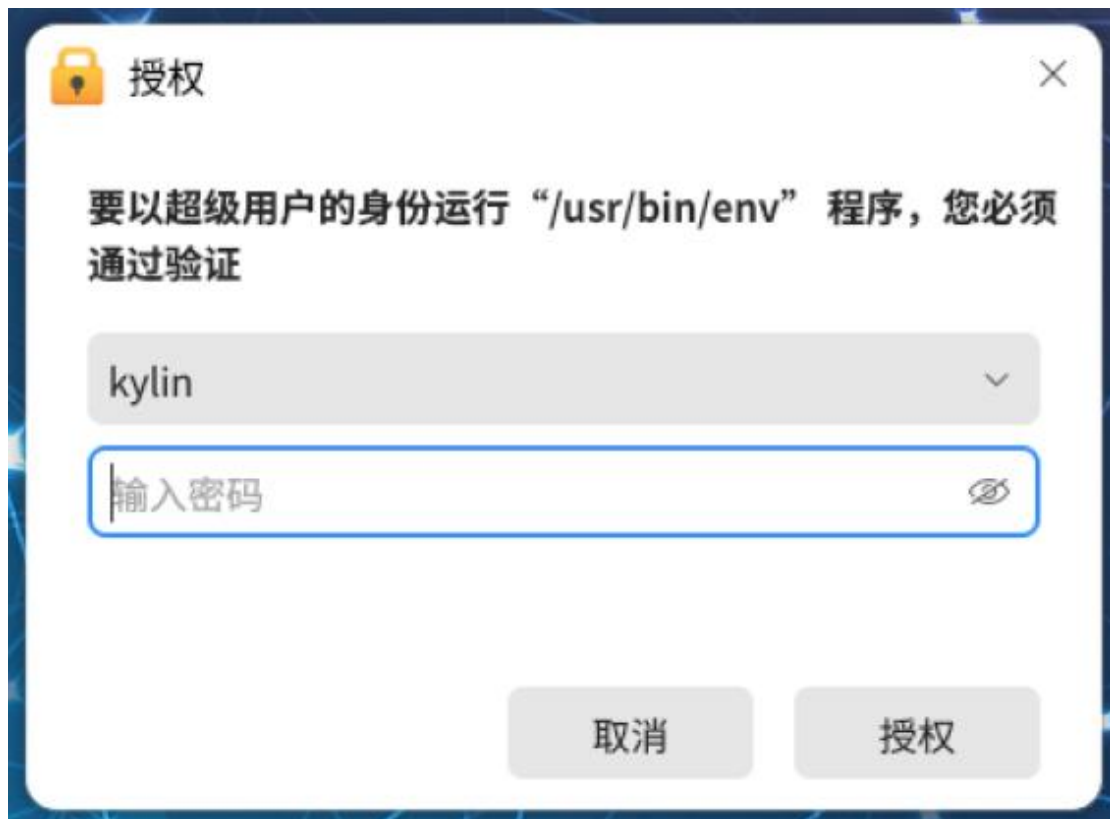 授权
要以超级用户的身份运行“/usr/bin/env” 程序，您必须
通过验证
kylin
输入密码
取消
授权